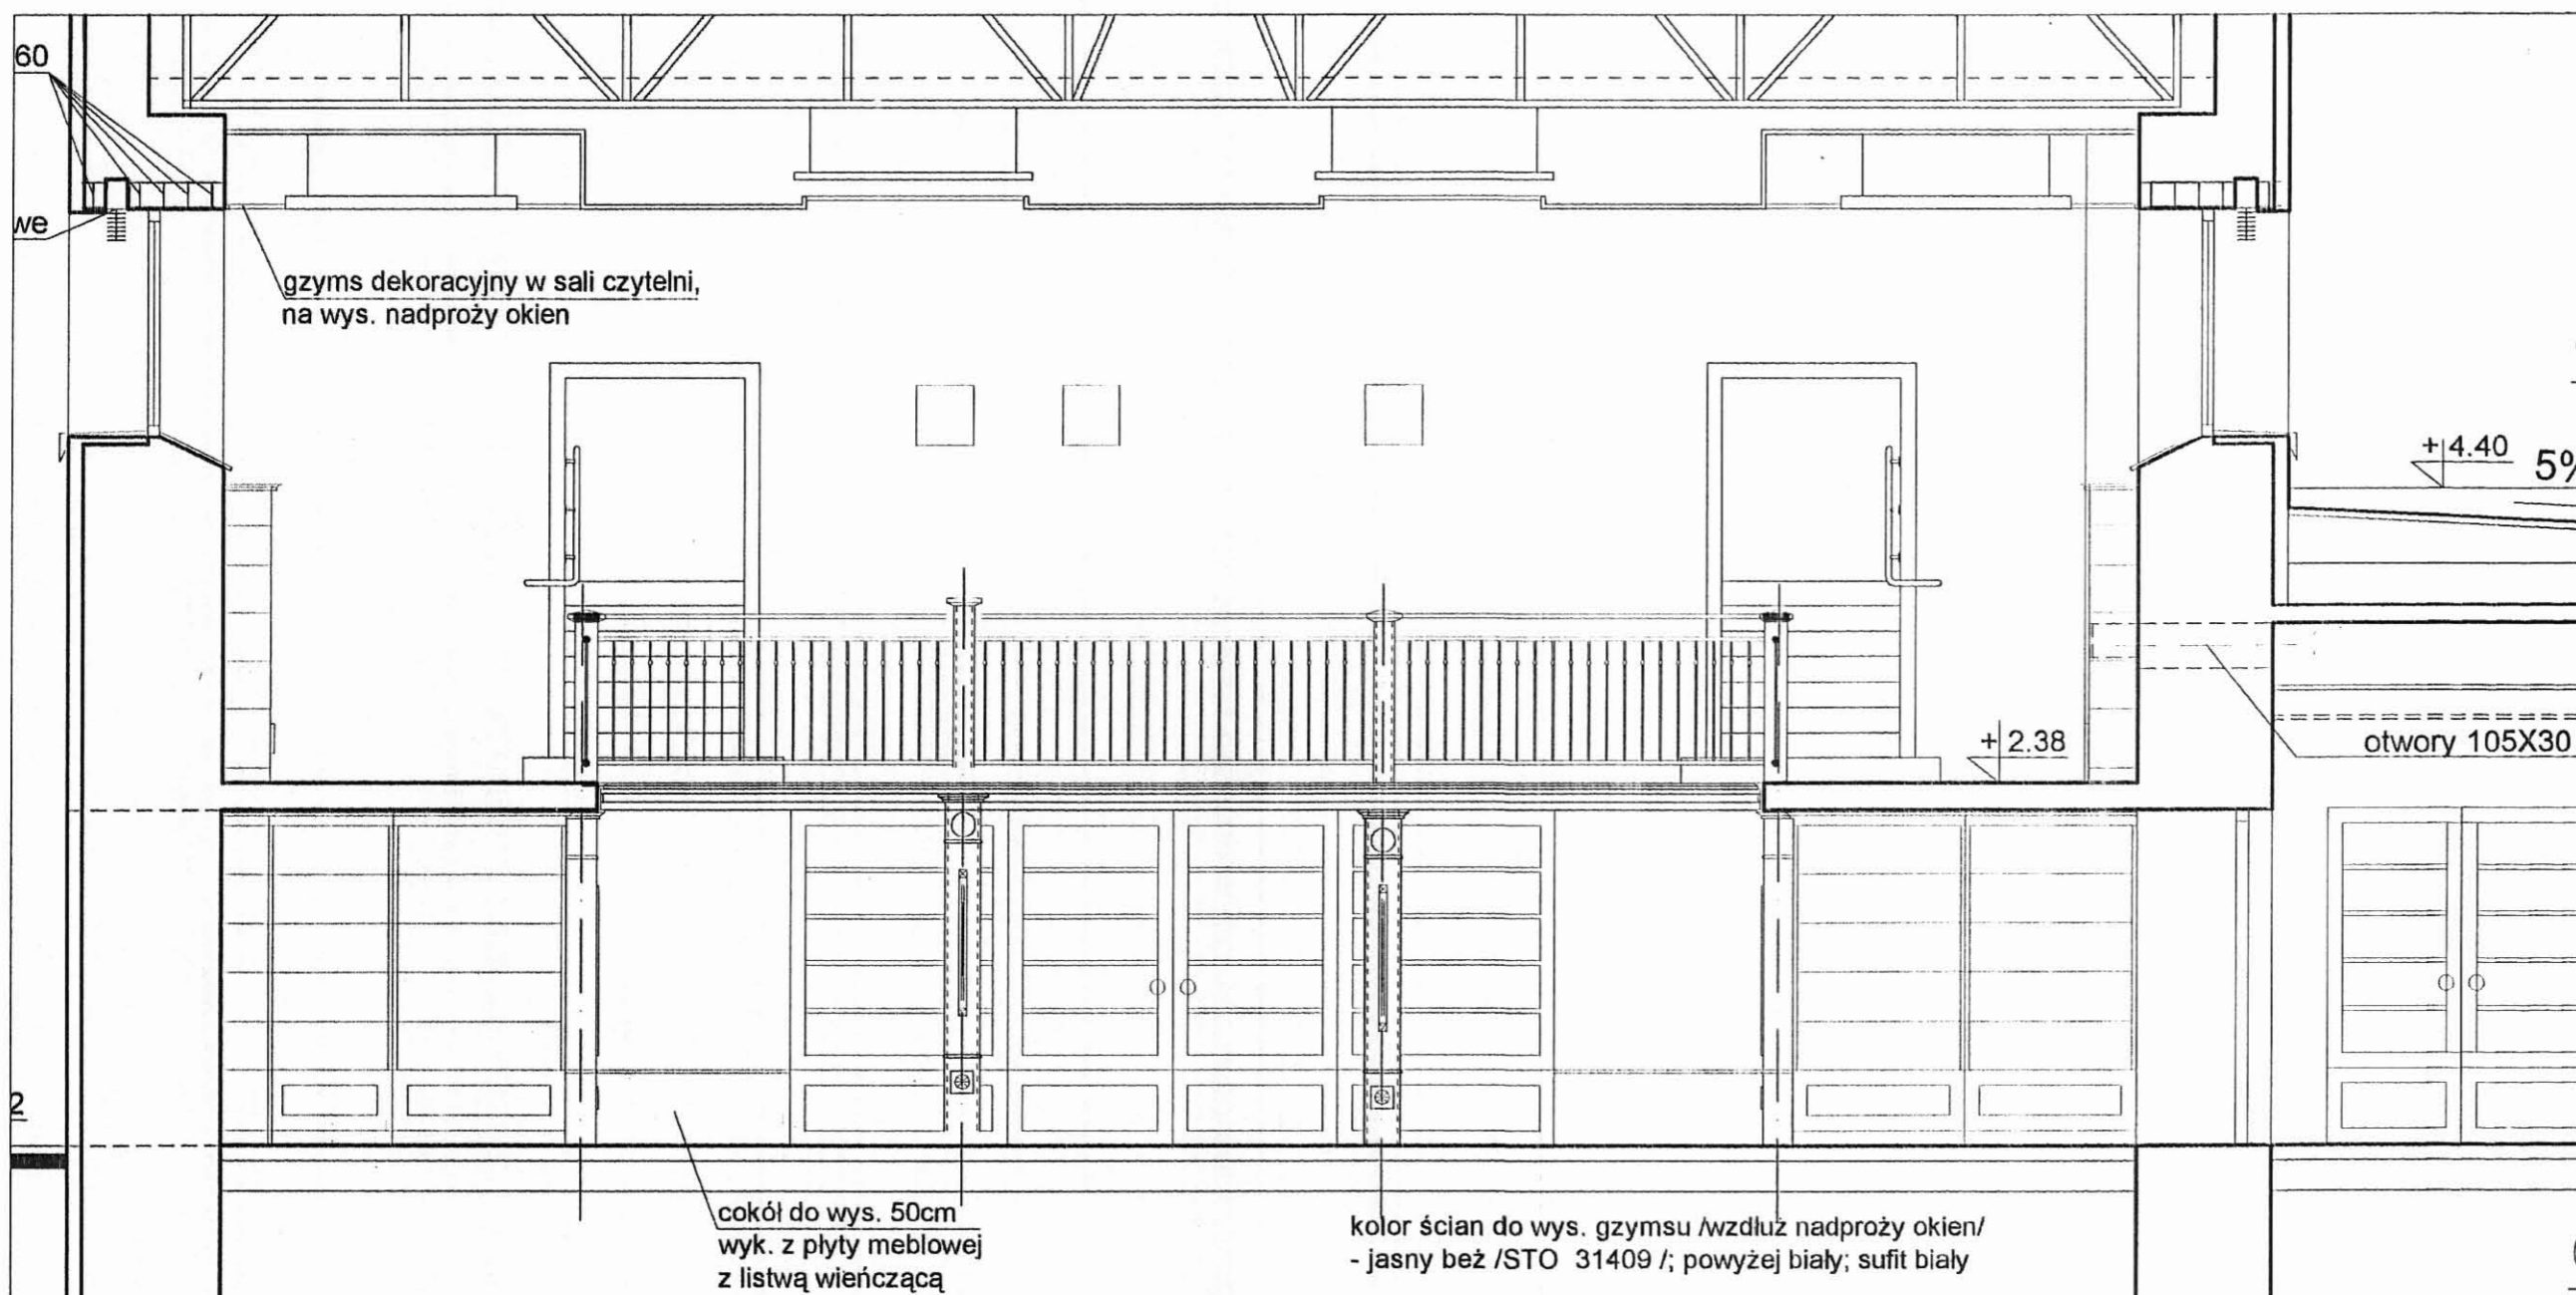 60
we
gzyms dekoracyjny w sali czytelni,
na wys. nadproży okien
+4.40
5%
+2.38
otwory 105X30
2
cokół do wys. 50cm
wyk. z płyty meblowej
z listwą wieńczącą
kolor ścian do wys. gzymsu /wzdłuż nadproży okien/
- jasny beż /STO 31409 /; powyżej biały; sufit biały